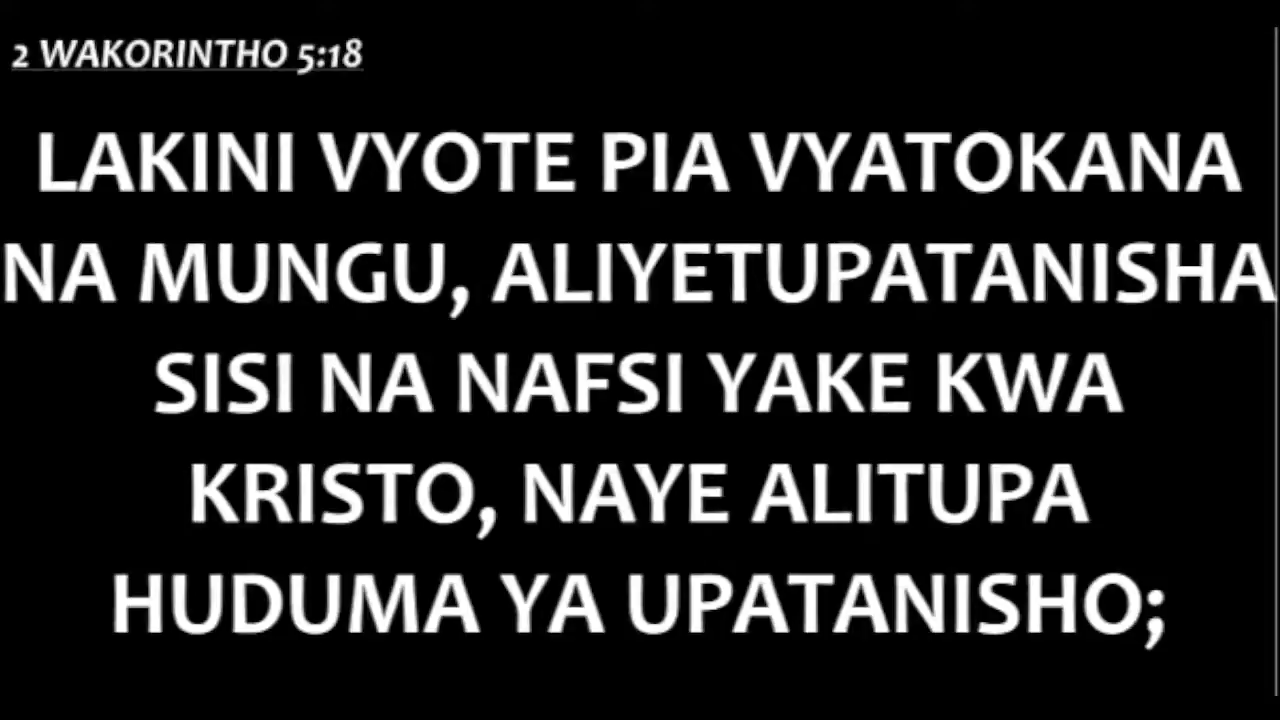 2 WAKORINTHO 5:18
LAKINI VYOTE PIA VYATOKANA
NA MUNGU, ALIYETUPATANISHA
SISI NA NAFSI YAKE KWA
KRISTO, NAYE ALITUPA
HUDUMA YA UPATANISHO;